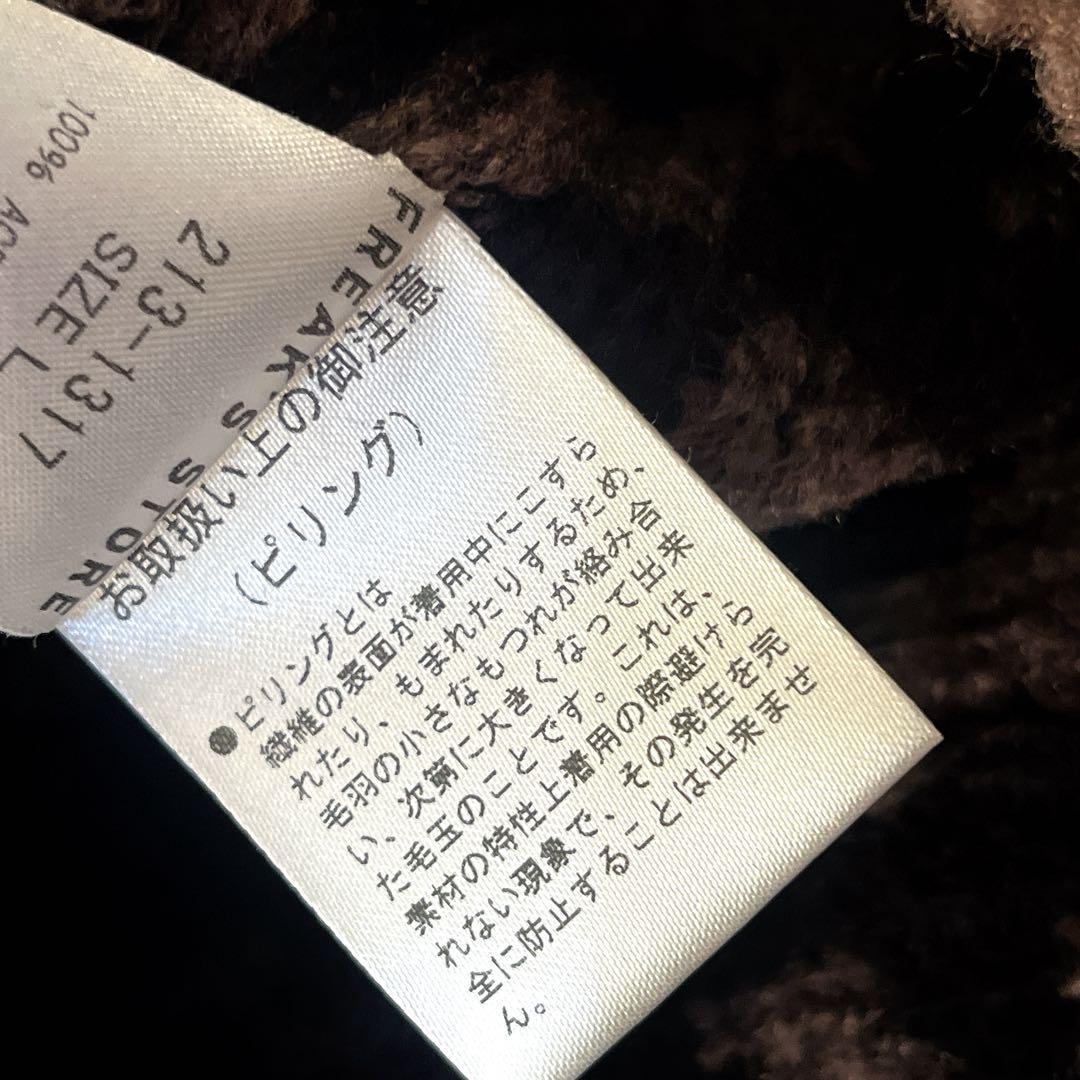 FREAK'S STORE
213-1317
SIZE L
100%
お取扱い上の御注意
(ピリング)
●ピリングとは
繊維の表面が着用中にこすら
れたり、もまれたりするため、
毛羽の小さなもつれが絡み合
い、次第に大きくなって出来
た毛玉のことです。これは、
素材の特性上着用の際避けら
れない現象で、その発生を完
全に防止することは出来ませ
ん。